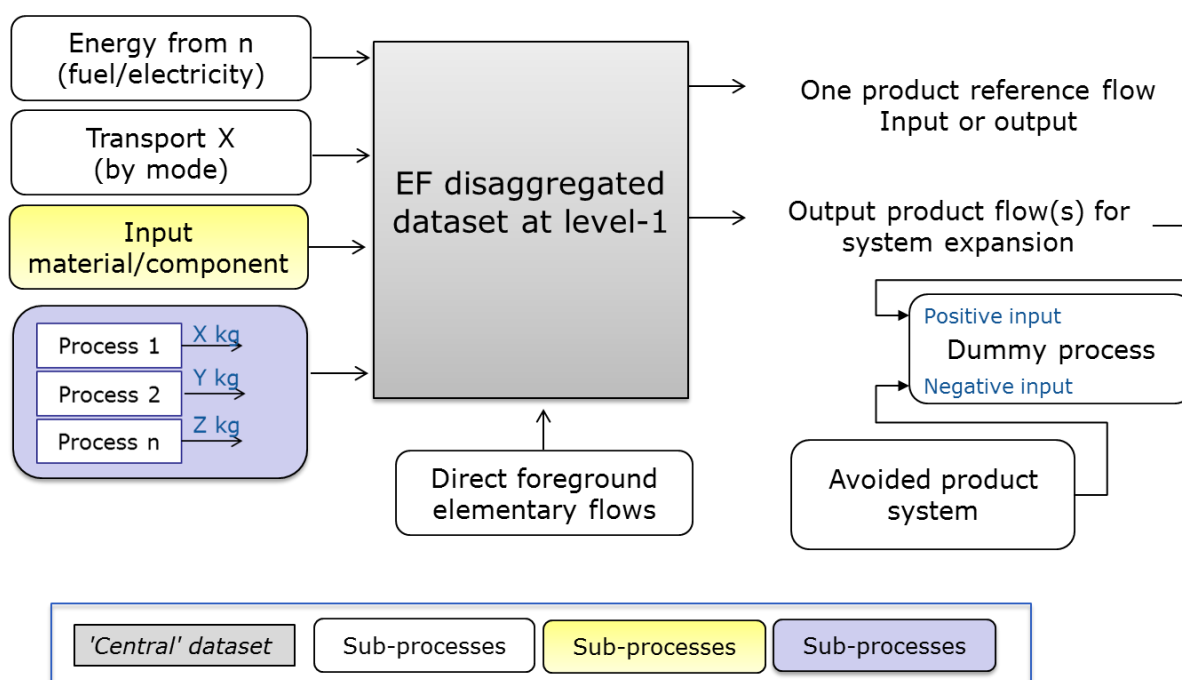 Energy from n
(fuel/electricity)
Transport X
(by mode)
Input
material/component
Process 1
X kg
Process 2
Y kg
Process n
Z kg
EF disaggregated
dataset at level-1
Direct foreground
elementary flows
One product reference flow
Input or output
Output product flow(s) for
system expansion
Positive input
Dummy process
Negative input
Avoided product
system
'Central' dataset
Sub-processes
Sub-processes
Sub-processes